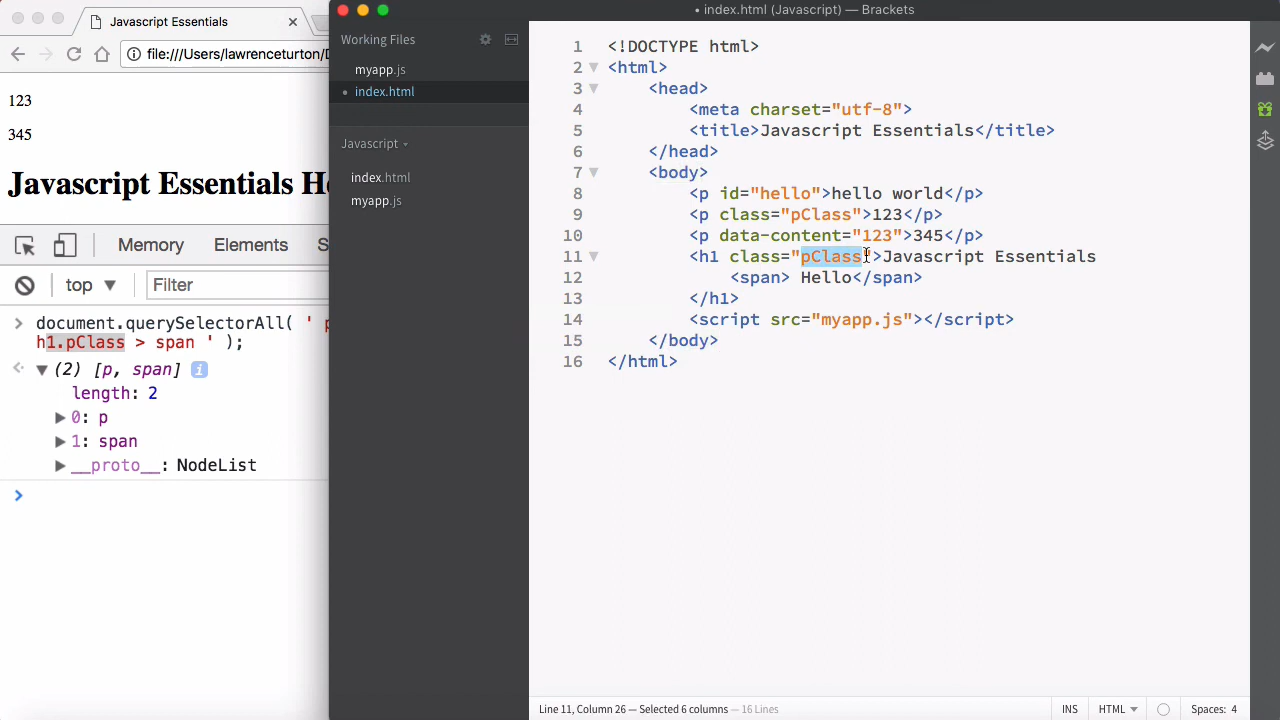 Javascript Essentials
file:///Users/lawrenceturton/D
123
345
Javascript Essentials He
Memory
Elements
S
top
Filter
document.querySelectorAll( ' p
h1.pClass > span ' );
(2) [p, span] i
length: 2
0: p
1: span
__proto__: NodeList
• index.html (Javascript) — Brackets
Working Files
myapp.js
• index.html
Javascript
index.html
myapp.js
1 <!DOCTYPE html>
2 <html>
3 <head>
4 <meta charset="utf-8">
5 <title>Javascript Essentials</title>
6 </head>
7 <body>
8 <p id="hello">hello world</p>
9 <p class="pClass">123</p>
10 <p data-content="123">345</p>
11 <h1 class="pClass">Javascript Essentials
12 <span> Hello</span>
13 </h1>
14 <script src="myapp.js"></script>
15 </body>
16 </html>
Line 11, Column 26 — Selected 6 columns — 16 Lines
INS
HTML
Spaces: 4